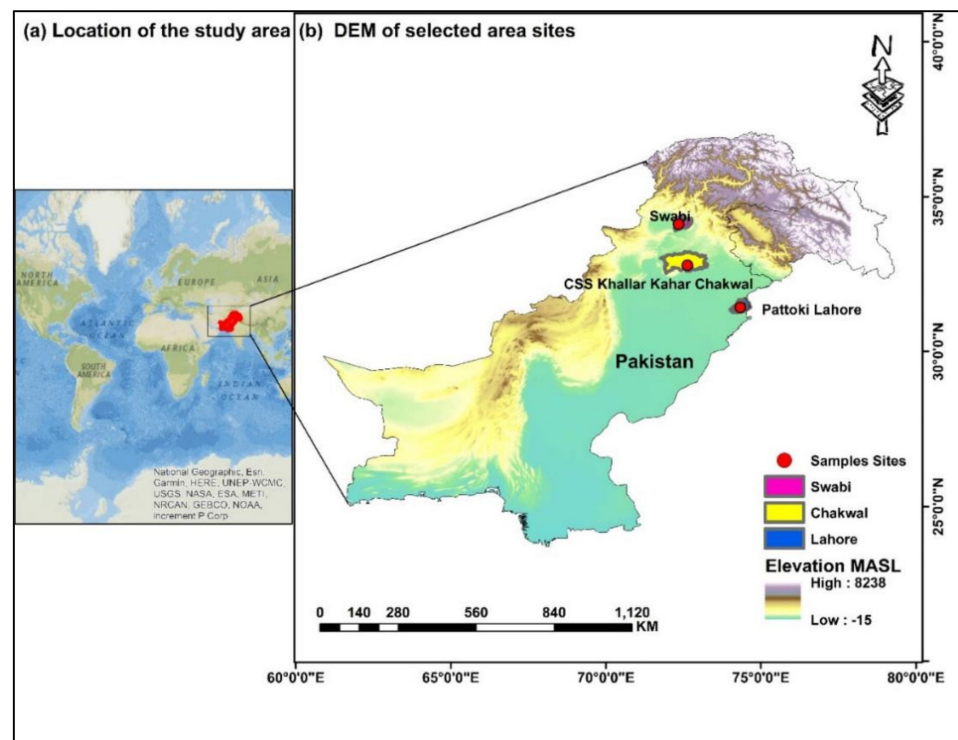 (a) Location of the study area
(b) DEM of selected area sites
N
NORTH
AMERICA
EUROPE
ASIA
ATLANTIC
OCEAN
AFRICA
SOUTH
AMERICA
INDIAN
OCEAN
National Geographic, Esri,
Garmin, HERE, UNEP-WCMC,
USGS, NASA, ESA, METI,
NRCAN, GEBCO, NOAA,
increment P Corp
Swabi
CSS Khallar Kahar Chakwal
Pattoki Lahore
Pakistan
Samples Sites
Swabi
Chakwal
Lahore
Elevation MASL
High : 8238
Low : -15
0 140 280 560 840 1,120
KM
40°0'0"N
35°0'0"N
30°0'0"N
25°0'0"N
60°0'0"E 65°0'0"E 70°0'0"E 75°0'0"E 80°0'0"E